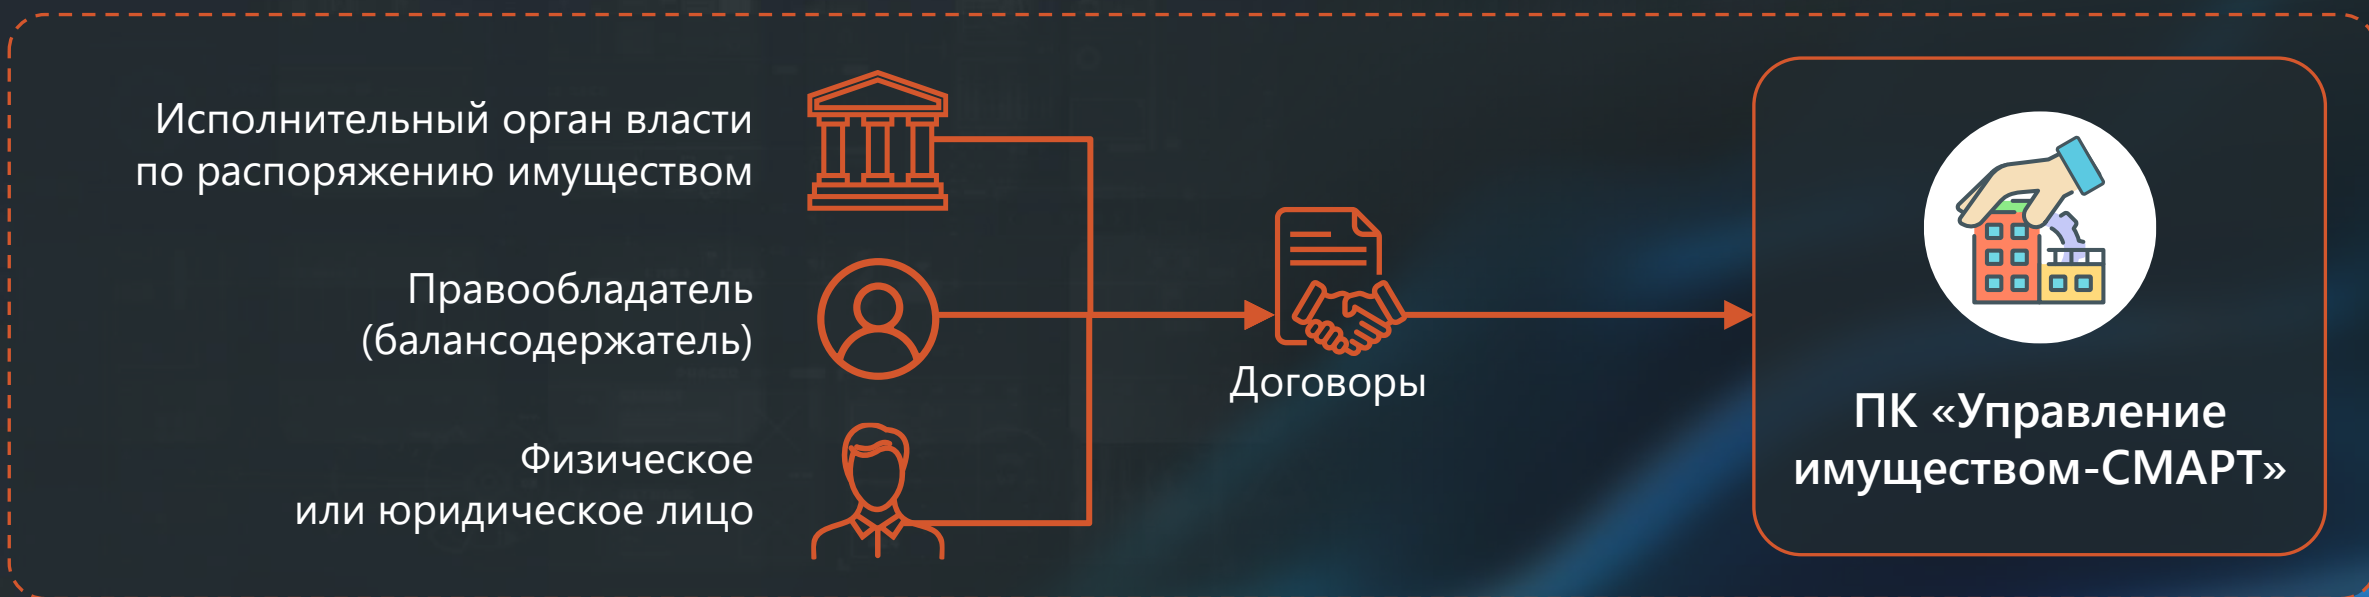 Исполнительный орган власти
по распоряжению имуществом
Правообладатель
(балансодержатель)
Физическое
или юридическое лицо
Договоры
ПК «Управление
имуществом-СМАРТ»